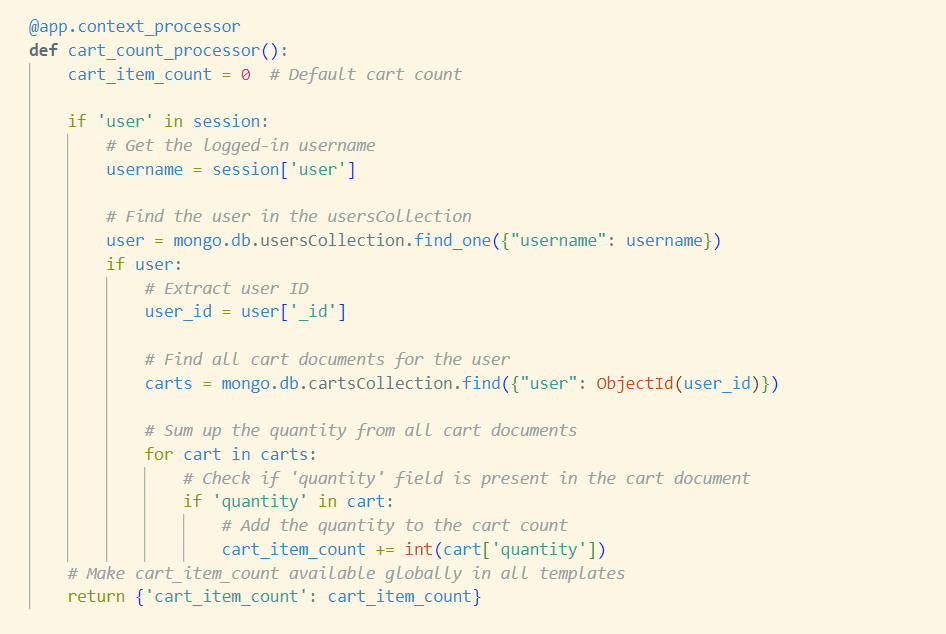 @app.context_processor
def cart_count_processor():
    cart_item_count = 0  # Default cart count

    if 'user' in session:
        # Get the logged-in username
        username = session['user']

        # Find the user in the usersCollection
        user = mongo.db.usersCollection.find_one({"username": username})
        if user:
            # Extract user ID
            user_id = user['_id']

            # Find all cart documents for the user
            carts = mongo.db.cartsCollection.find({"user": ObjectId(user_id)})

            # Sum up the quantity from all cart documents
            for cart in carts:
                # Check if 'quantity' field is present in the cart document
                if 'quantity' in cart:
                    # Add the quantity to the cart count
                    cart_item_count += int(cart['quantity'])
    # Make cart_item_count available globally in all templates
    return {'cart_item_count': cart_item_count}